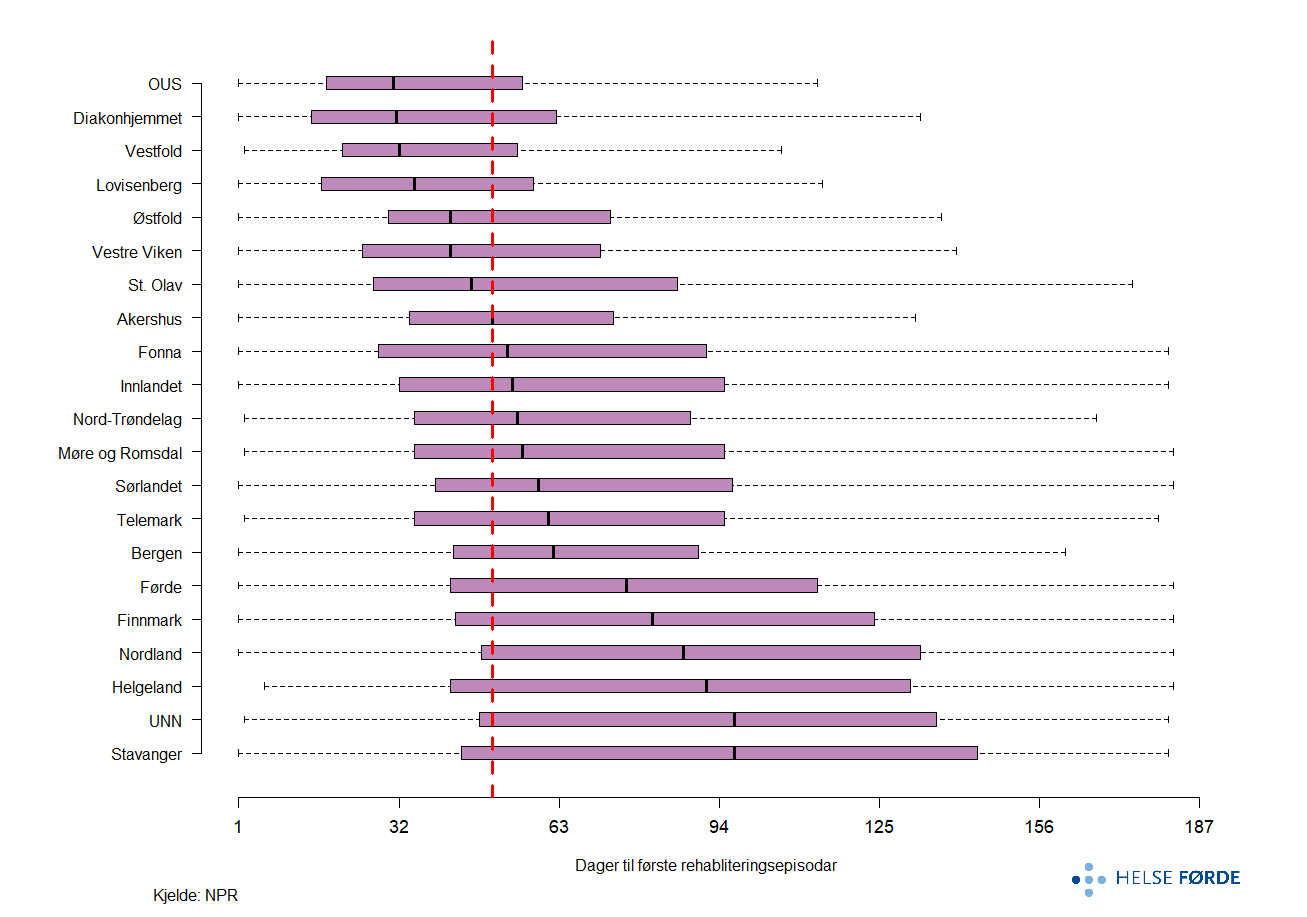 OUS
Diakonhjemmet
Vestfold
Lovisenberg
Østfold
Vestre Viken
St. Olav
Akershus
Fonna
Innlandet
Nord-Trøndelag
Møre og Romsdal
Sørlandet
Telemark
Bergen
Førde
Finnmark
Nordland
Helgeland
UNN
Stavanger
1 32 63 94 125 156 187
Dager til første rehabliteringsepisodar
HELSE FØRDE
Kjelde: NPR